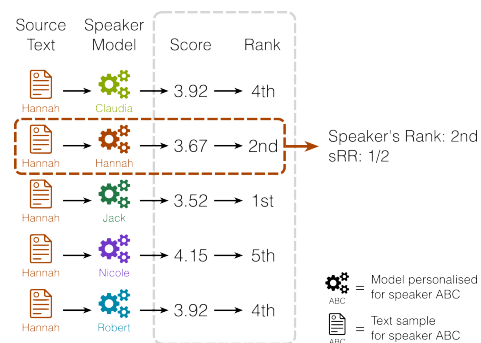 Source Text
Speaker Model
Score
Rank
Hannah
Claudia
3.92
4th
Hannah
Hannah
3.67
2nd
Speaker's Rank: 2nd
sRR: 1/2
Hannah
Jack
3.52
1st
Hannah
Nicole
4.15
5th
Hannah
Robert
3.92
4th
ABC
= Model personalised
for speaker ABC
ABC
= Text sample
for speaker ABC